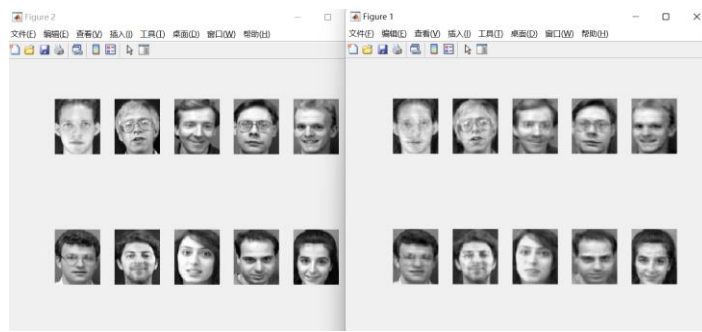 Figure 2
文件(F) 编辑(E) 查看(V) 插入(I) 工具(T) 桌面(D) 窗口(W) 帮助(H)
Figure 1
文件(F) 编辑(E) 查看(V) 插入(I) 工具(T) 桌面(D) 窗口(W) 帮助(H)